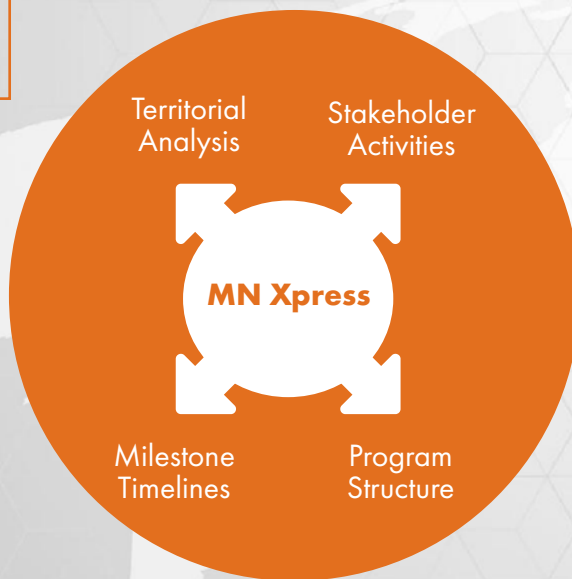 Territorial
Analysis
Stakeholder
Activities
MN Xpress
Milestone
Timelines
Program
Structure